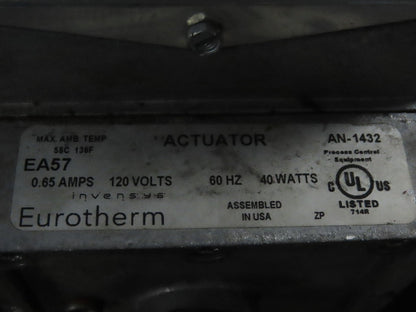 MAX. AMB. TEMP
58C 136F
ACTUATOR
AN-1432
Process Control
Equipment
EA57
0.65 AMPS 120 VOLTS 60 HZ 40 WATTS
C UL US
LISTED
714R
invensys
Eurotherm
ASSEMBLED
IN USA
ZP